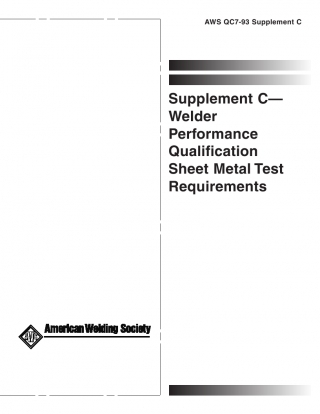 AWS QC7-93 Supplement C
Supplement C—
Welder
Performance
Qualification
Sheet Metal Test
Requirements
American Welding Society